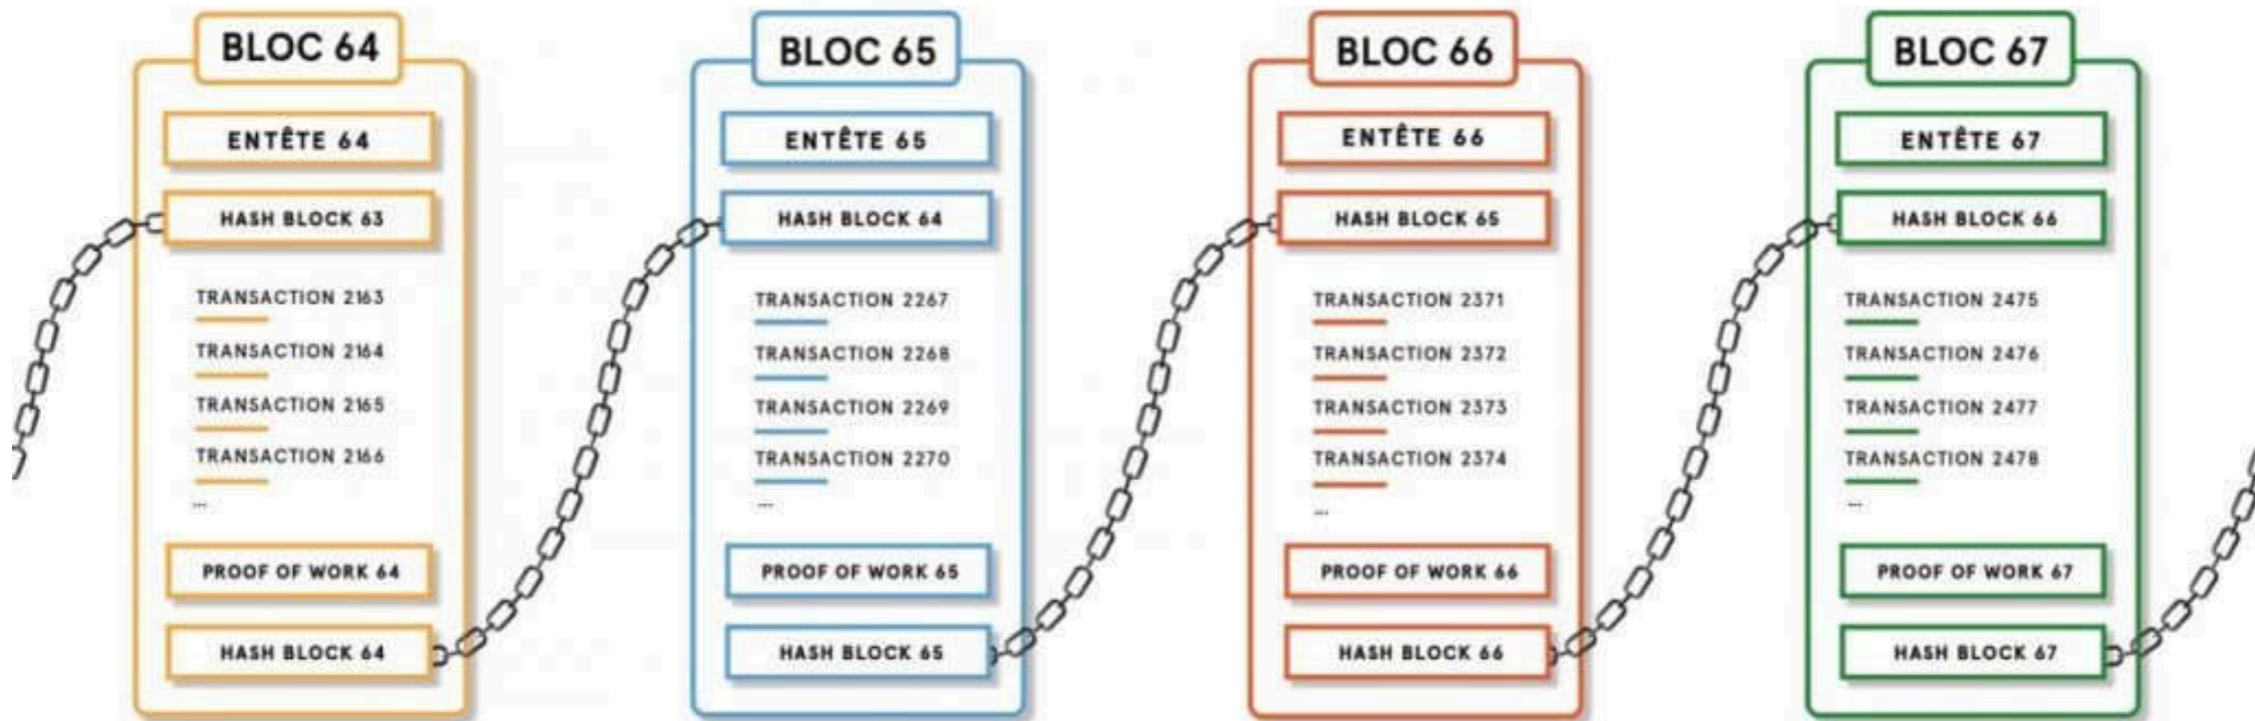 BLOC 64
ENTÊTE 64
HASH BLOCK 63
TRANSACTION 2163
TRANSACTION 2164
TRANSACTION 2165
TRANSACTION 2166
...
PROOF OF WORK 64
HASH BLOCK 64
BLOC 65
ENTÊTE 65
HASH BLOCK 64
TRANSACTION 2267
TRANSACTION 2268
TRANSACTION 2269
TRANSACTION 2270
...
PROOF OF WORK 65
HASH BLOCK 65
BLOC 66
ENTÊTE 66
HASH BLOCK 65
TRANSACTION 2371
TRANSACTION 2372
TRANSACTION 2373
TRANSACTION 2374
...
PROOF OF WORK 66
HASH BLOCK 66
BLOC 67
ENTÊTE 67
HASH BLOCK 66
TRANSACTION 2475
TRANSACTION 2476
TRANSACTION 2477
TRANSACTION 2478
...
PROOF OF WORK 67
HASH BLOCK 67